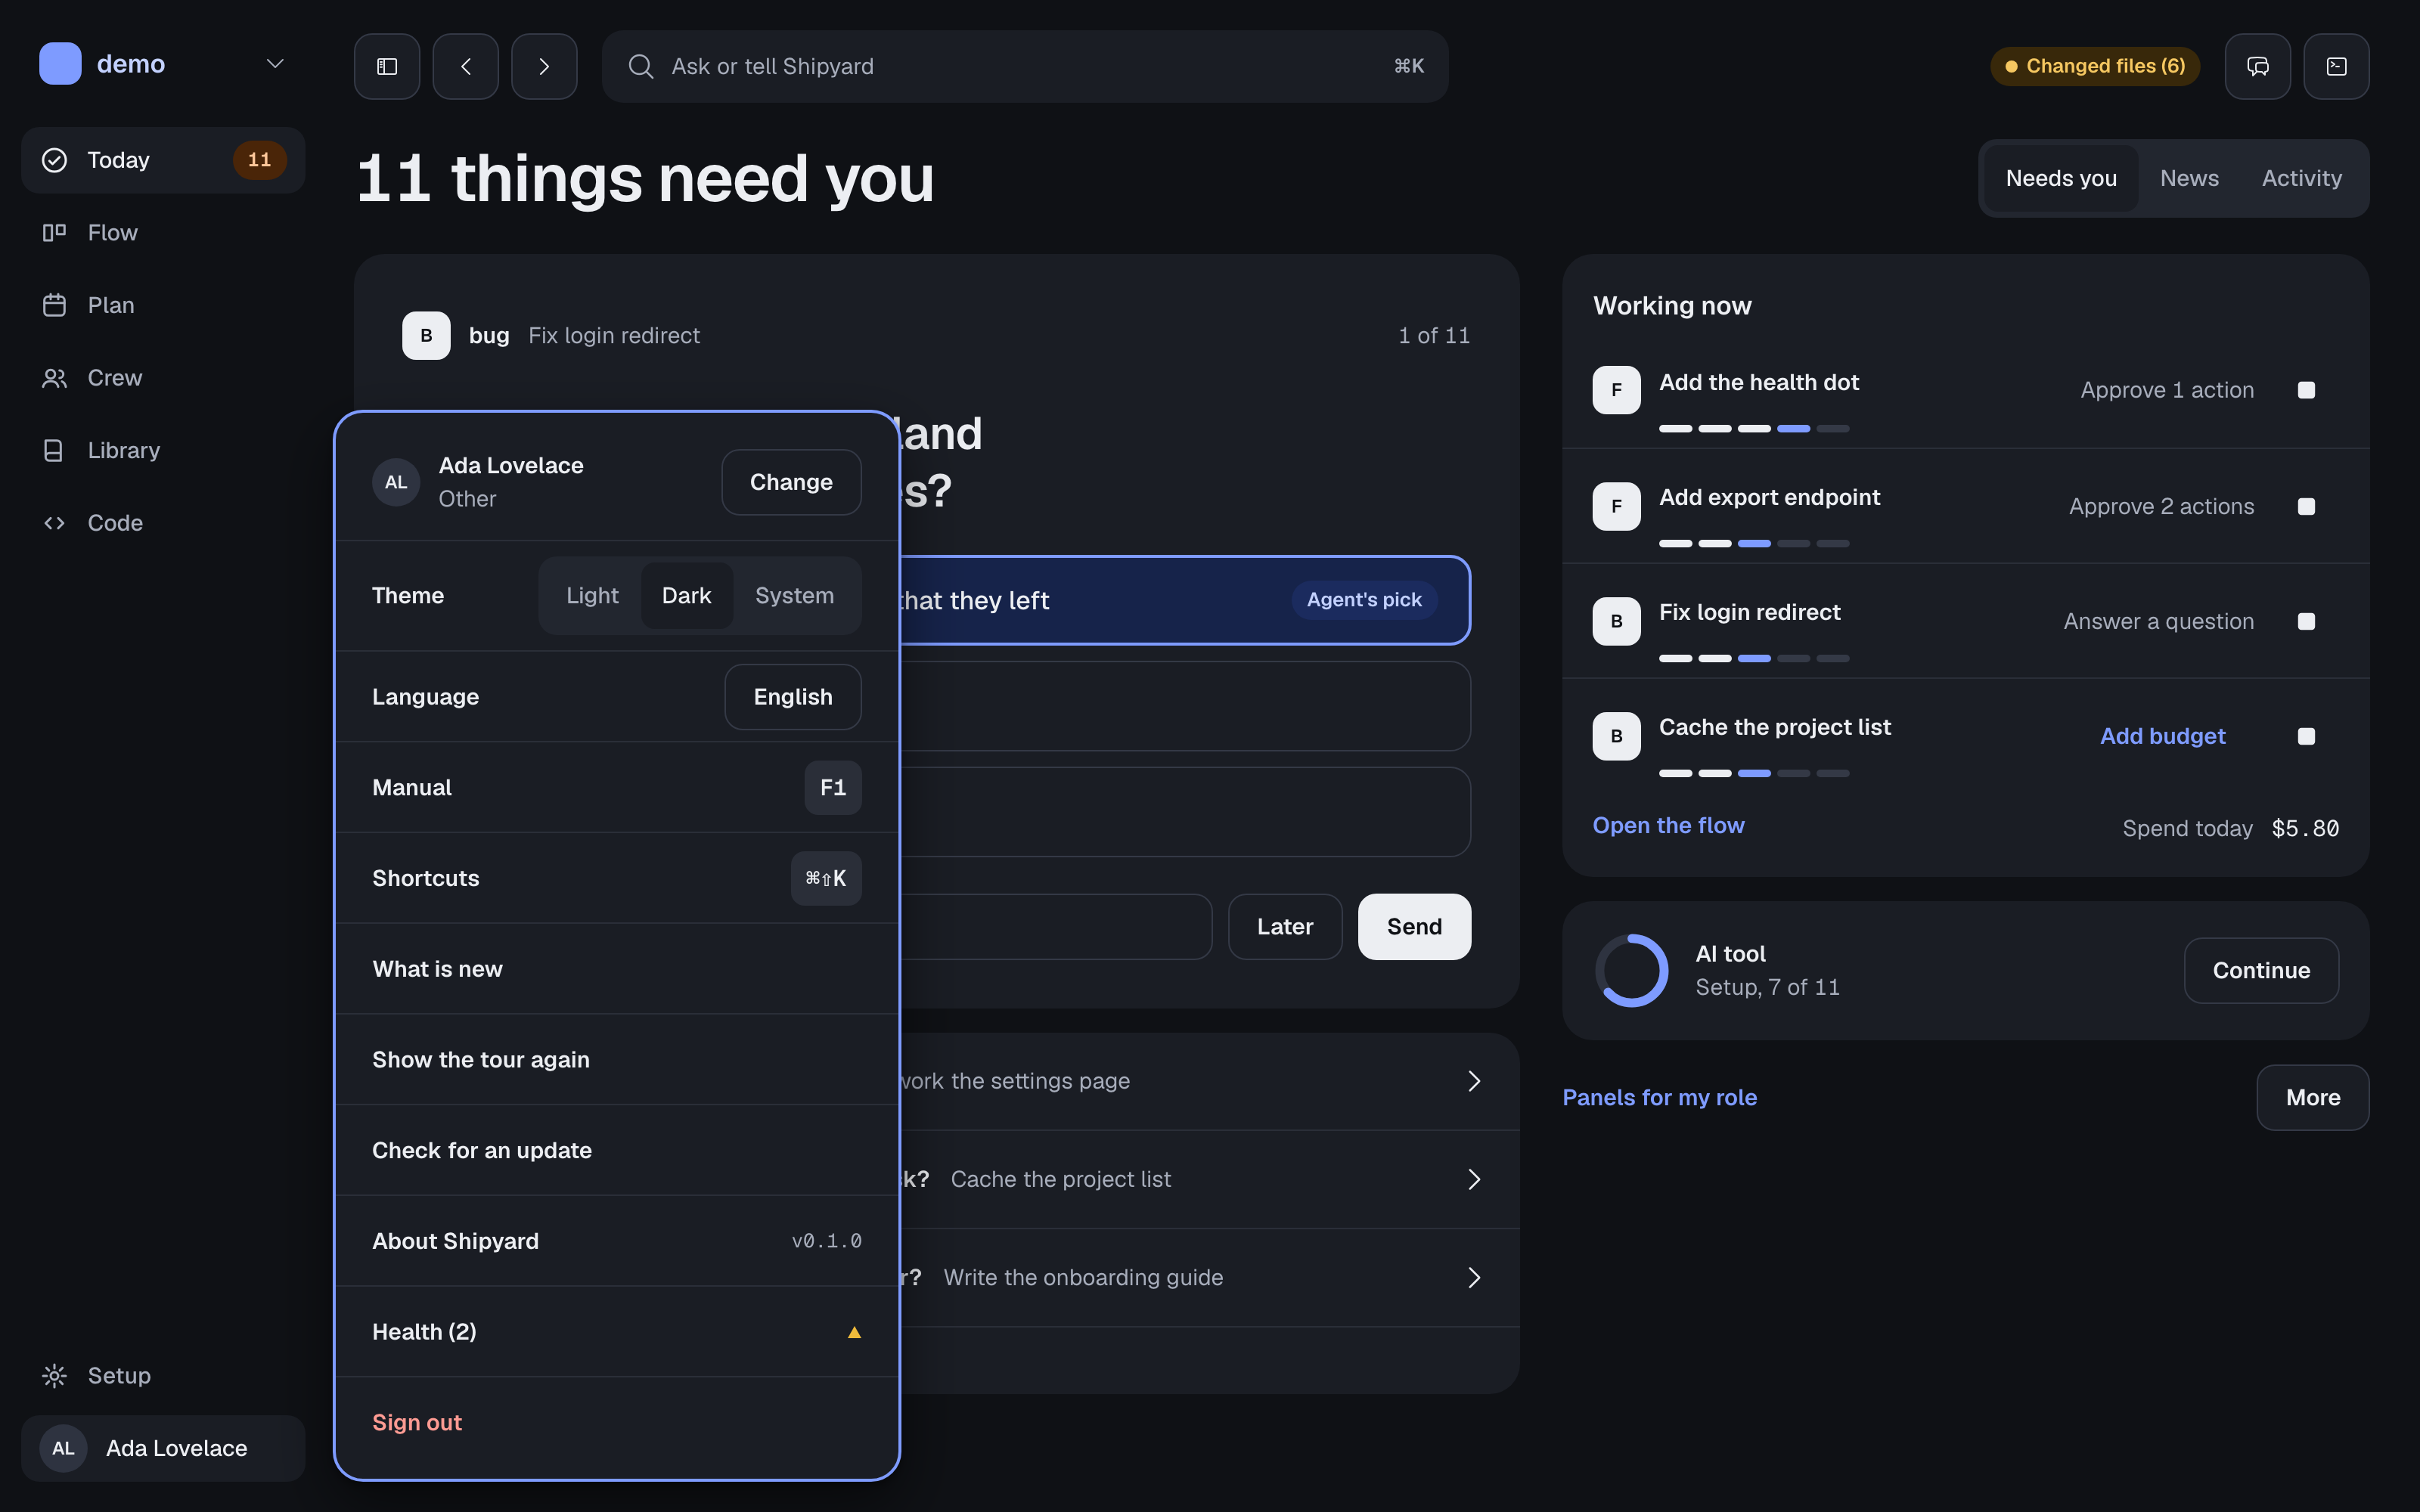 demo
Ask or tell Shipyard
⌘K
Changed files (6)
Today
11
Flow
Plan
Crew
Library
Code
Setup
AL
Ada Lovelace
11 things need you
Needs you
News
Activity
B
bug
Fix login redirect
1 of 11
land
s?
that they left
Agent's pick
Later
Send
work the settings page
k?
Cache the project list
r?
Write the onboarding guide
AL
Ada Lovelace
Other
Change
Theme
Light
Dark
System
Language
English
Manual
F1
Shortcuts
⌘⇧K
What is new
Show the tour again
Check for an update
About Shipyard
v0.1.0
Health (2)
Sign out
Working now
F
Add the health dot
Approve 1 action
F
Add export endpoint
Approve 2 actions
B
Fix login redirect
Answer a question
B
Cache the project list
Add budget
Open the flow
Spend today
$5.80
AI tool
Setup, 7 of 11
Continue
Panels for my role
More